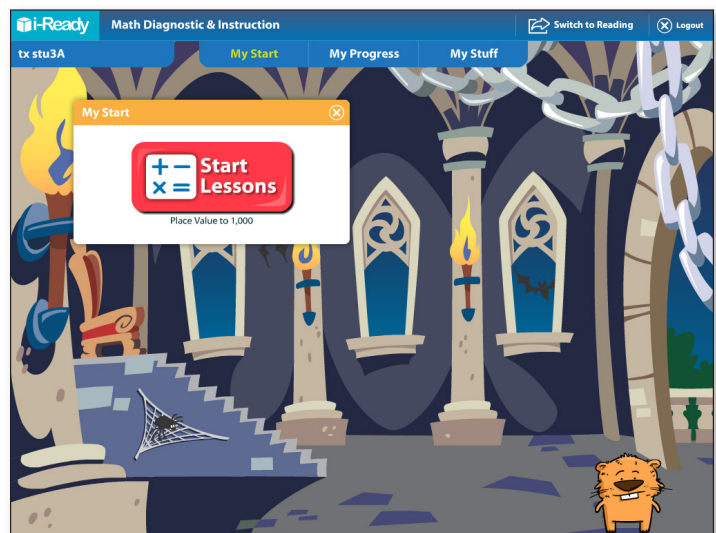 i-Ready
Math Diagnostic & Instruction
Switch to Reading
Logout
tx stu3A
My Start
My Progress
My Stuff
My Start
Start
Lessons
Place Value to 1,000